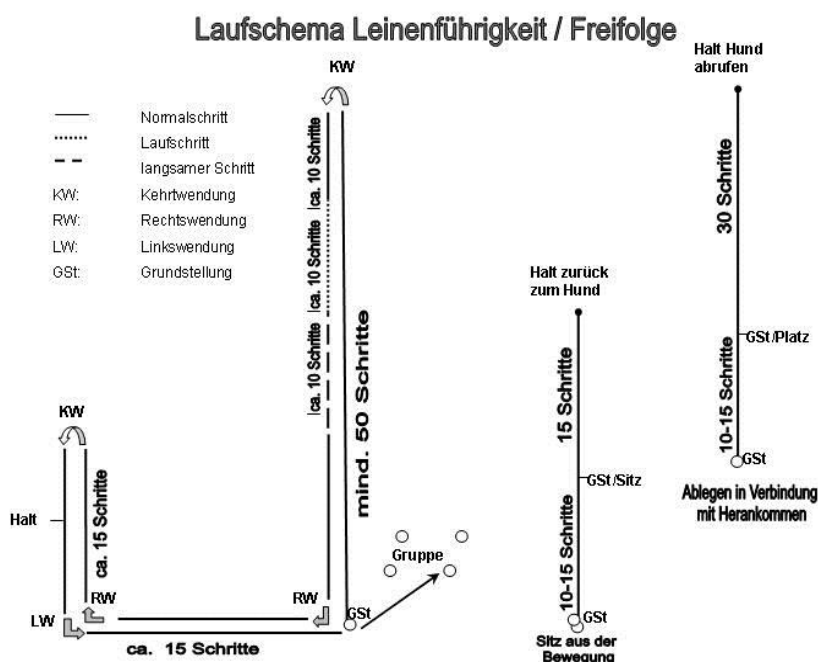 Laufschema Leinenführigkeit / Freifolge
KW
Normalschritt
Laufschritt
langsamer Schritt
KW: Kehrtwendung
RW: Rechtswendung
LW: Linkswendung
GSt: Grundstellung
ca. 10 Schritte
ca. 10 Schritte
ca. 10 Schritte
mind. 50 Schritte
KW
Halt
ca. 15 Schritte
RW
LW
RW
GSt
ca. 15 Schritte
Gruppe
Halt zurück
zum Hund
15 Schritte
GSt/Sitz
10-15 Schritte
GSt
Sitz aus der
Bewegung
Halt Hund
abrufen
30 Schritte
GSt/Platz
10-15 Schritte
GSt
Ablegen in Verbindung
mit Herankommen